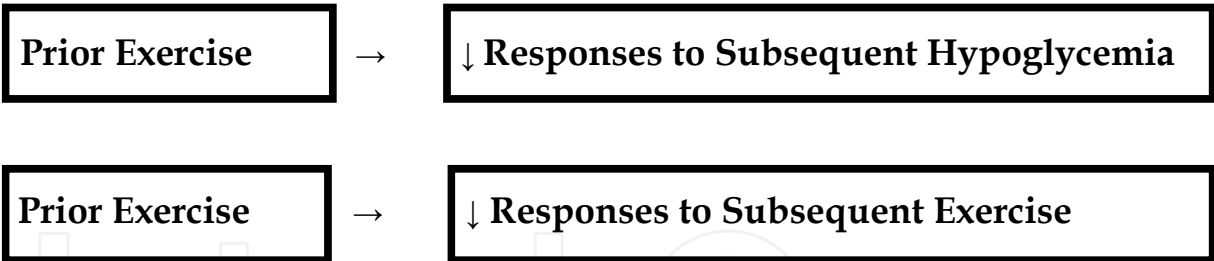 Prior Exercise → ↓ Responses to Subsequent Hypoglycemia
Prior Exercise → ↓ Responses to Subsequent Exercise